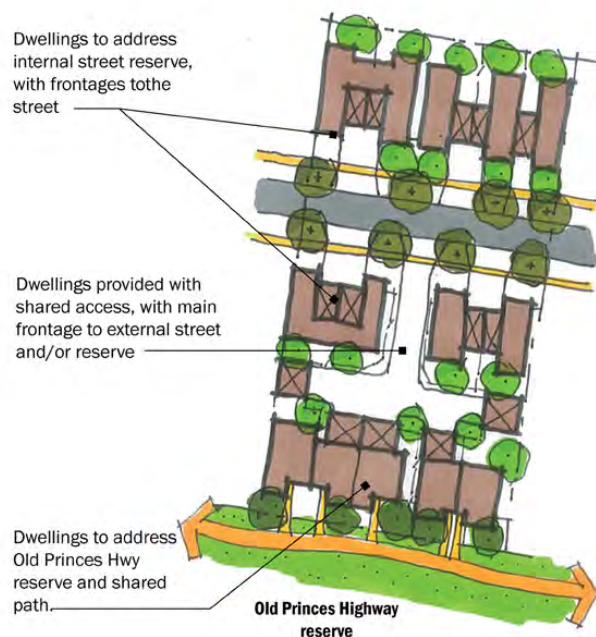 Dwellings to address
internal street reserve,
with frontages tothe
street
Dwellings provided with
shared access, with main
frontage to external street
and/or reserve
Dwellings to address
Old Princes Hwy
reserve and shared
path.
Old Princes Highway
reserve